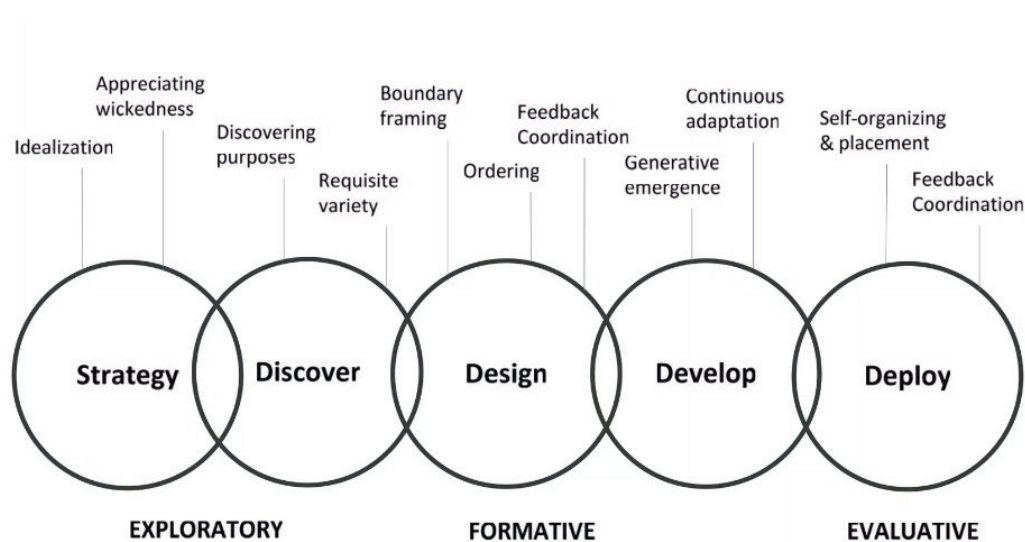 Idealization
Appreciating
wickedness
Discovering
purposes
Requisite
variety
Boundary
framing
Ordering
Feedback
Coordination
Generative
emergence
Continuous
adaptation
Self-organizing
& placement
Feedback
Coordination
Strategy
Discover
Design
Develop
Deploy
EXPLORATORY
FORMATIVE
EVALUATIVE